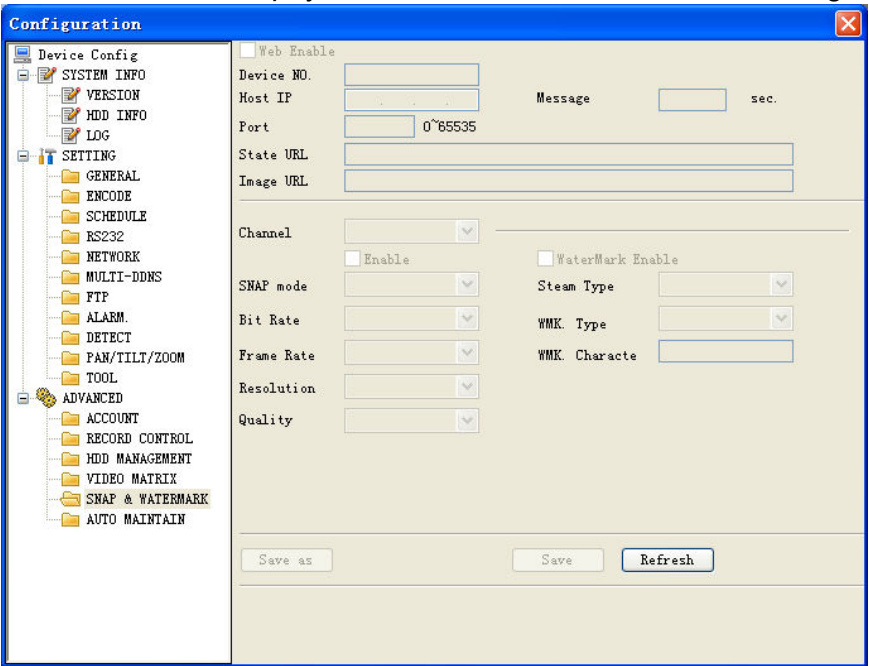 Configuration
Device Config
SYSTEM INFO
VERSION
HDD INFO
LOG
SETTING
GENERAL
ENCODE
SCHEDULE
RS232
NETWORK
MULTI-DDNS
FTP
ALARM.
DETECT
PAN/TILT/ZOOM
TOOL
ADVANCED
ACCOUNT
RECORD CONTROL
HDD MANAGEMENT
VIDEO MATRIX
SNAP & WATERMARK
AUTO MAINTAIN
Web Enable
Device NO.
Host IP . . . Message sec.
Port 0~65535
State URL
Image URL
Channel
Enable WaterMark Enable
SNAP mode Steam Type
Bit Rate WMK. Type
Frame Rate WMK. Characte
Resolution
Quality
Save as Save Refresh